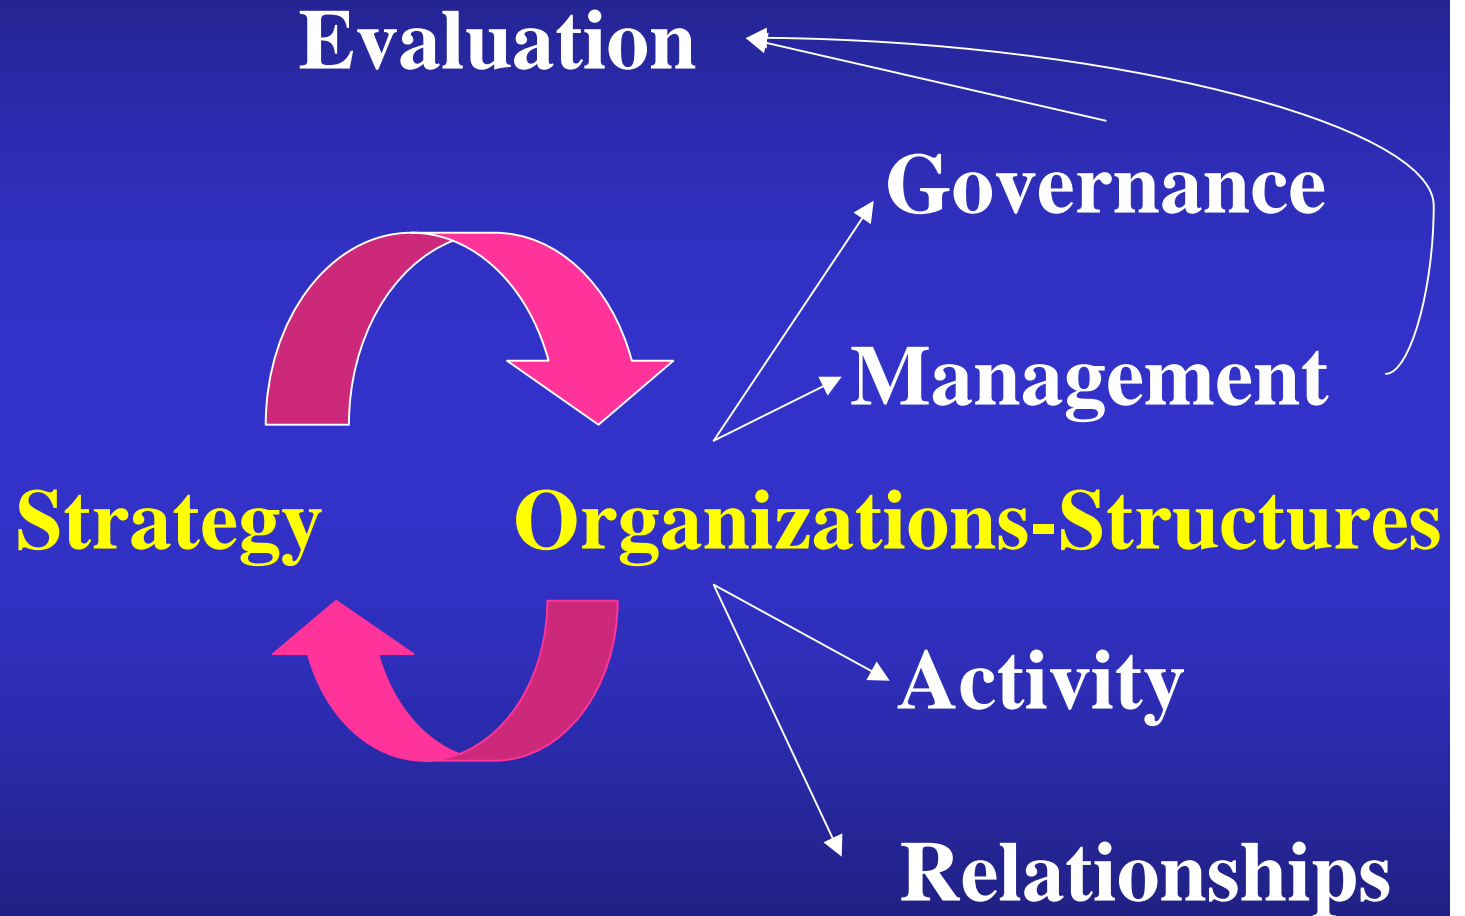 Evaluation
Governance
Management
Strategy
Organizations-Structures
Activity
Relationships